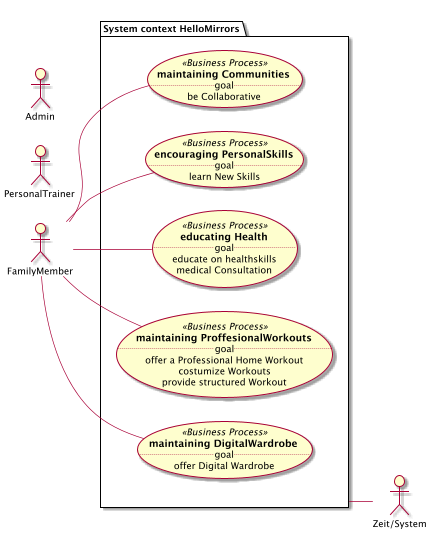 System context HelloMirrors
«Business Process»
maintaining Communities
goal
be Collaborative
Admin
«Business Process»
encouraging PersonalSkills
goal
learn New Skills
PersonalTrainer
«Business Process»
educating Health
goal
educate on healthskills
medical Consultation
FamilyMember
«Business Process»
maintaining ProffesionalWorkouts
goal
offer a Professional Home Workout
costumize Workouts
provide structured Workout
«Business Process»
maintaining DigitalWardrobe
goal
offer Digital Wardrobe
Zeit/System